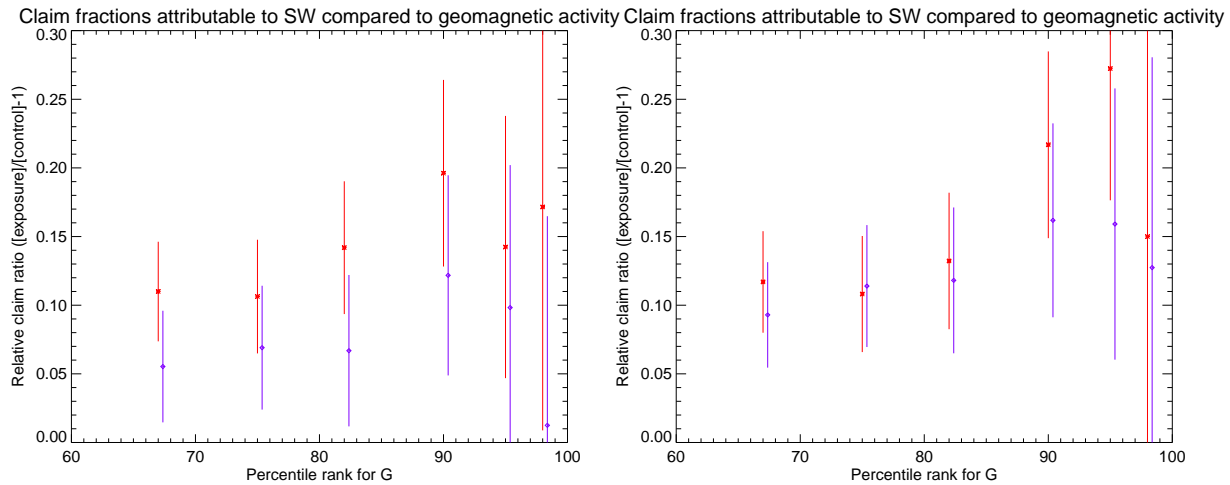 Claim fractions attributable to SW compared to geomagnetic activity
0.30
0.25
0.20
0.15
0.10
0.05
0.00
Relative claim ratio ([exposure]/[control]-1)
60 70 80 90 100
Percentile rank for G
Claim fractions attributable to SW compared to geomagnetic activity
0.30
0.25
0.20
0.15
0.10
0.05
0.00
Relative claim ratio ([exposure]/[control]-1)
60 70 80 90 100
Percentile rank for G